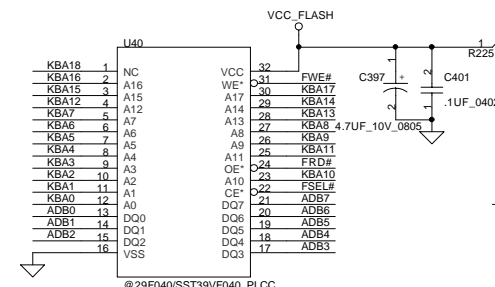 VCC_FLASH
U40
KBA18 1 NC VCC 32
KBA16 2 A16 WE* 31 FWE#
KBA15 3 A15 A17 30 KBA17
KBA12 4 A12 A14 29 KBA14
KBA7 5 A7 A13 28 KBA13
KBA6 6 A6 A8 27 KBA8
KBA5 7 A5 A9 26 KBA9
KBA4 8 A4 A11 25 KBA11
KBA3 9 A3 OE* 24 FRD#
KBA2 10 A2 A10 23 KBA10
KBA1 11 A1 CE* 22 FSEL#
KBA0 12 A0 DQ7 21 ADB7
ADB0 13 DQ0 DQ6 20 ADB6
ADB1 14 DQ1 DQ5 19 ADB5
ADB2 15 DQ2 DQ4 18 ADB4
16 VSS DQ3 17 ADB3
@29F040/SST39VF040_PLCC
1
R225
C397 1 + 2
4.7UF_10V_0805
C401 2 1
.1UF_0402